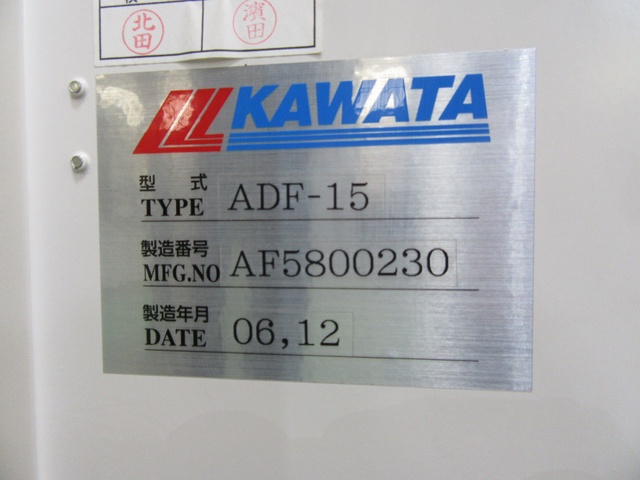 北田
濱田
KAWATA
型 式
TYPE ADF-15
製造番号
MFG.NO AF5800230
製造年月
DATE 06,12